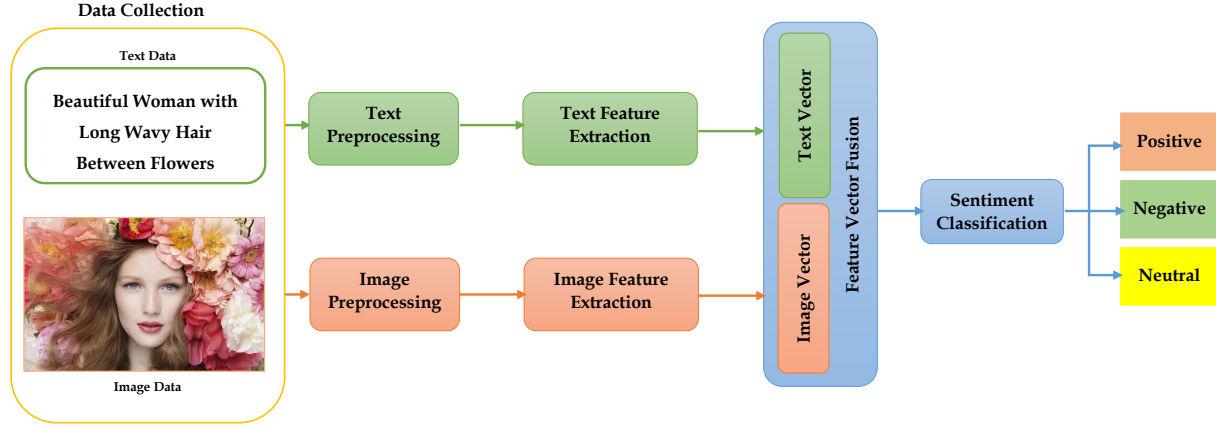 Data Collection
Text Data
Beautiful Woman with
Long Wavy Hair
Between Flowers
Image Data
Text
Preprocessing
Text Feature
Extraction
Image
Preprocessing
Image Feature
Extraction
Text Vector
Image Vector
Feature Vector Fusion
Sentiment
Classification
Positive
Negative
Neutral